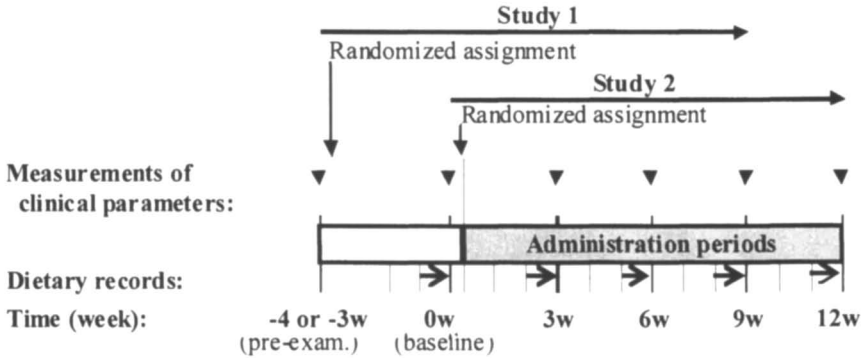 Study 1
Randomized assignment
Study 2
Randomized assignment
Measurements of
clinical parameters:
Administration periods
Dietary records:
Time (week): -4 or -3w 0w 3w 6w 9w 12w
(pre-exam.) (baseline)